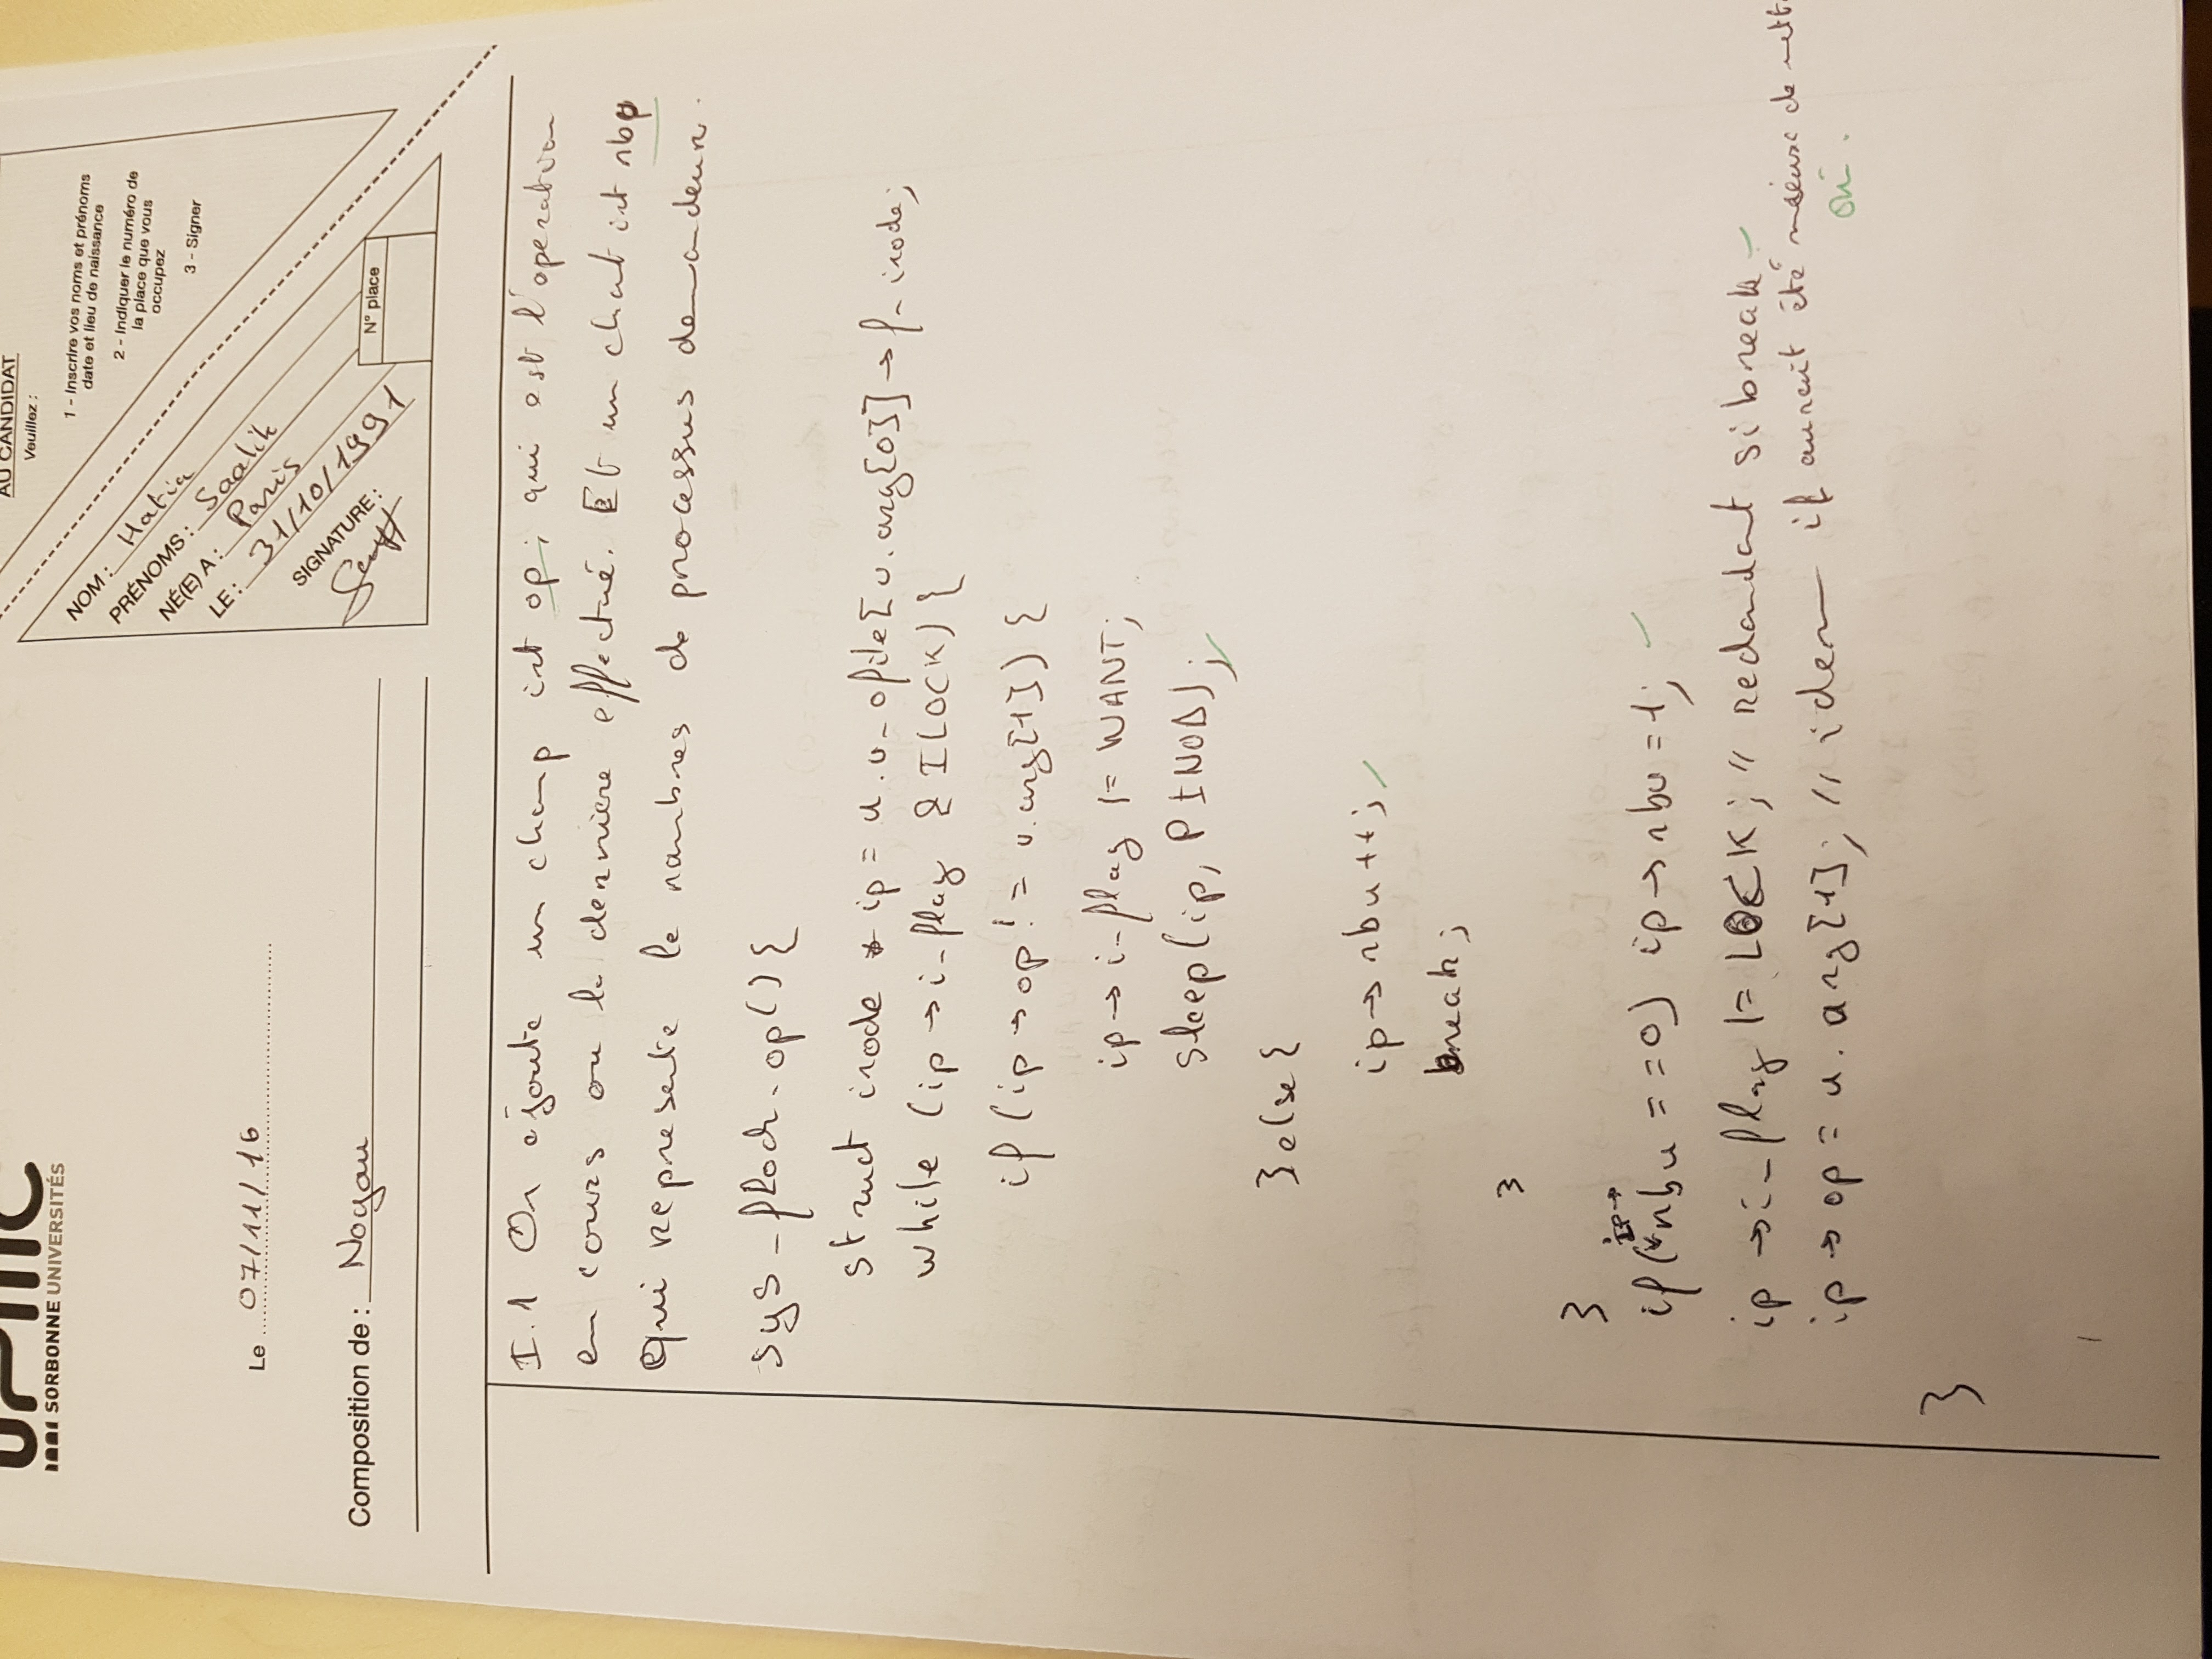 UPMC
SORBONNE UNIVERSITÉS
AU CANDIDAT
Veuillez :
1 - Inscrire vos noms et prénoms
date et lieu de naissance
2 - Indiquer le numéro de
la place que vous
occupez
3 - Signer
NOM : Hatia
PRÉNOMS : Saalik
NÉ(E) A : Paris
LE : 31/10/1991
SIGNATURE :
N° place
Le 07/11/16
Composition de : Noyau
I.1 On ajoute un champ int op; qui est l'operation
en cours ou la derniere effectué. Et un chant int nbu
qui represente le nombres de processus demandeur.
sys_flock_op(){
struct inode * ip = u.u_ofile[u.arg[0]]→f_inode;
while (ip→i_flag & ILOCK) {
if (ip→op != u.arg[1]) {
ip→i_flag |= WANT;
sleep(ip, PINOD);
} else {
ip→nbu++;
break;
}
}
if (ip→nbu == 0) ip→nbu = 1;
ip→i_flag |= LOCK; // redondant si break
ip→op = u.arg[1]; // idem il aurait été mieux de mett
oui.
}